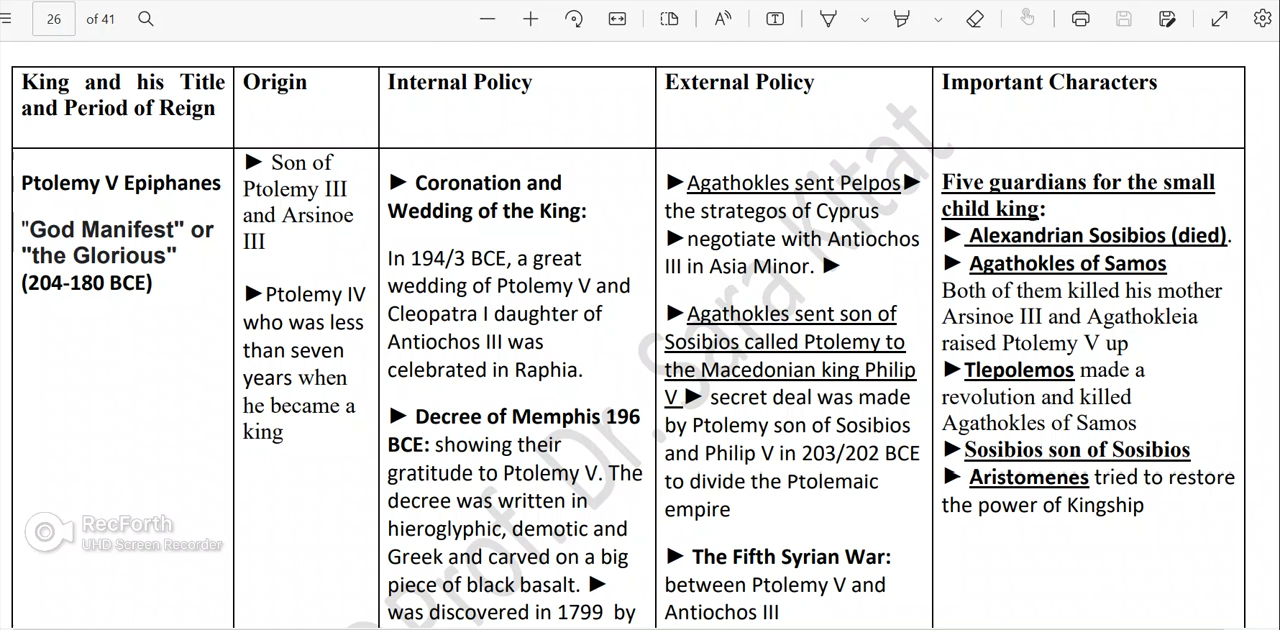 26 of 41
King and his Title
and Period of Reign
Origin
Internal Policy
External Policy
Important Characters
Ptolemy V Epiphanes
"God Manifest" or
"the Glorious"
(204-180 BCE)
► Son of
Ptolemy III
and Arsinoe
III
►Ptolemy IV
who was less
than seven
years when
he became a
king
► Coronation and
Wedding of the King:
In 194/3 BCE, a great
wedding of Ptolemy V and
Cleopatra I daughter of
Antiochos III was
celebrated in Raphia.
► Decree of Memphis 196
BCE: showing their
gratitude to Ptolemy V. The
decree was written in
hieroglyphic, demotic and
Greek and carved on a big
piece of black basalt. ►
was discovered in 1799 by
►Agathokles sent Pelpos►
the strategos of Cyprus
►negotiate with Antiochos
III in Asia Minor. ►
►Agathokles sent son of
Sosibios called Ptolemy to
the Macedonian king Philip
V ► secret deal was made
by Ptolemy son of Sosibios
and Philip V in 203/202 BCE
to divide the Ptolemaic
empire
► The Fifth Syrian War:
between Ptolemy V and
Antiochos III
Five guardians for the small
child king:
► Alexandrian Sosibios (died).
► Agathokles of Samos
Both of them killed his mother
Arsinoe III and Agathokleia
raised Ptolemy V up
►Tlepolemos made a
revolution and killed
Agathokles of Samos
►Sosibios son of Sosibios
► Aristomenes tried to restore
the power of Kingship
Prof. Dr. Sara Kitat
RecForth
UHD Screen Recorder